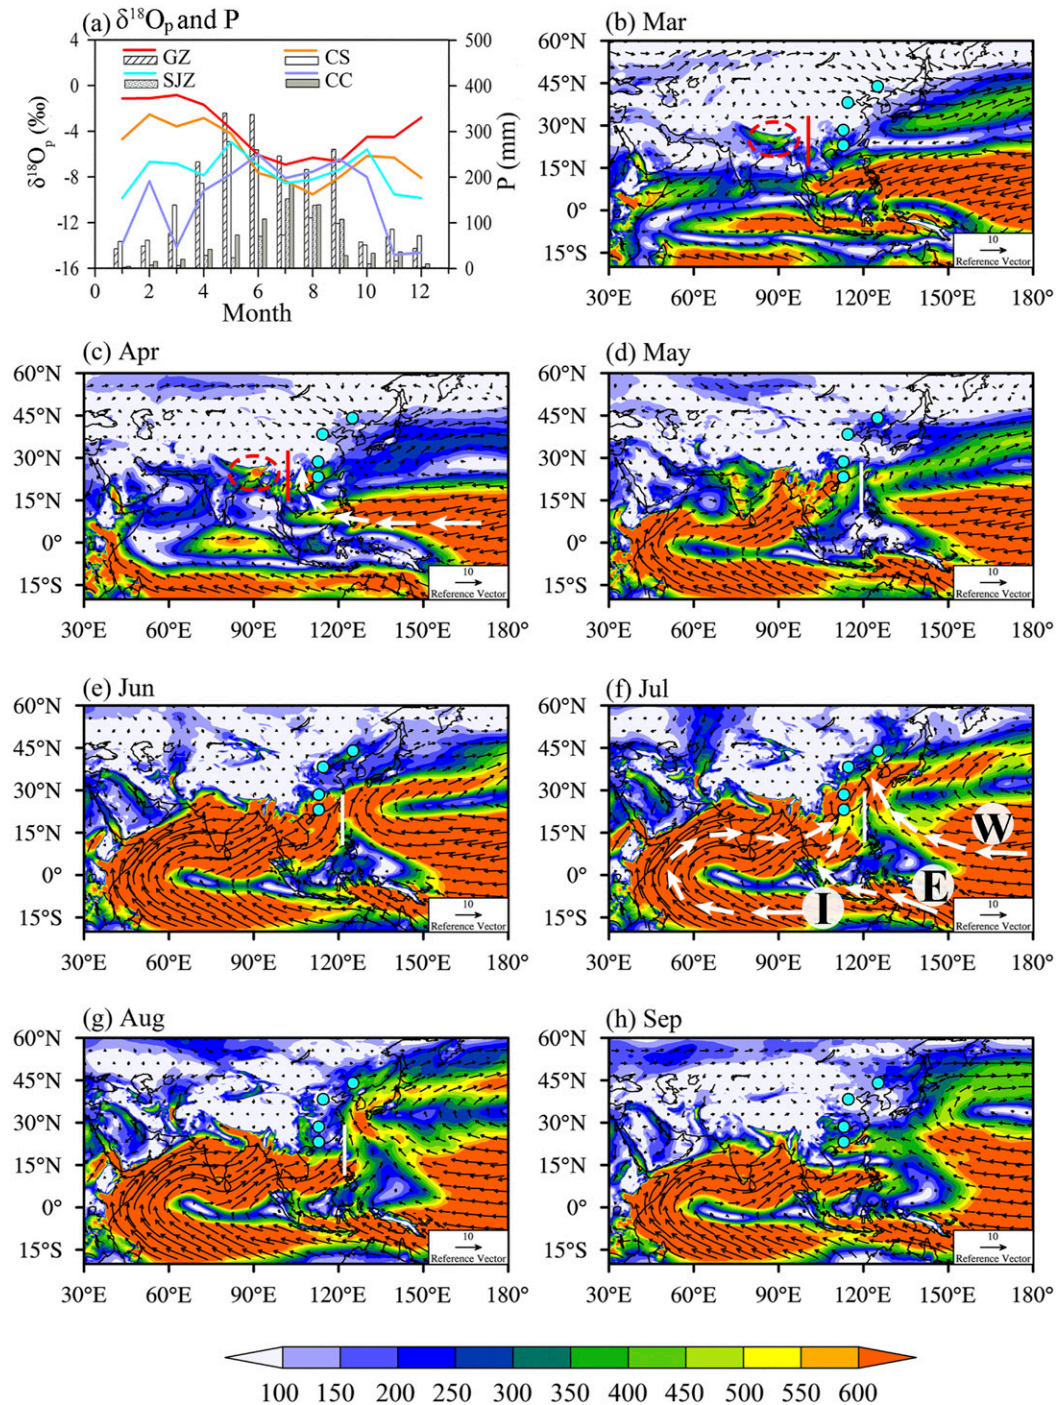 (a) δ¹⁸Oₚ and P
4
0
-4
-8
-12
-16
δ¹⁸Oₚ (‰)
GZ
CS
SJZ
CC
500
400
300
200
100
0
P (mm)
0 2 4 6 8 10 12
Month
(b) Mar
60°N
45°N
30°N
15°N
0°
15°S
10
Reference Vector
30°E 60°E 90°E 120°E 150°E 180°
(c) Apr
60°N
45°N
30°N
15°N
0°
15°S
10
Reference Vector
30°E 60°E 90°E 120°E 150°E 180°
(d) May
60°N
45°N
30°N
15°N
0°
15°S
10
Reference Vector
30°E 60°E 90°E 120°E 150°E 180°
(e) Jun
60°N
45°N
30°N
15°N
0°
15°S
10
Reference Vector
30°E 60°E 90°E 120°E 150°E 180°
(f) Jul
60°N
45°N
30°N
15°N
0°
15°S
W
E
I
10
Reference Vector
30°E 60°E 90°E 120°E 150°E 180°
(g) Aug
60°N
45°N
30°N
15°N
0°
15°S
10
Reference Vector
30°E 60°E 90°E 120°E 150°E 180°
(h) Sep
60°N
45°N
30°N
15°N
0°
15°S
10
Reference Vector
30°E 60°E 90°E 120°E 150°E 180°
100 150 200 250 300 350 400 450 500 550 600